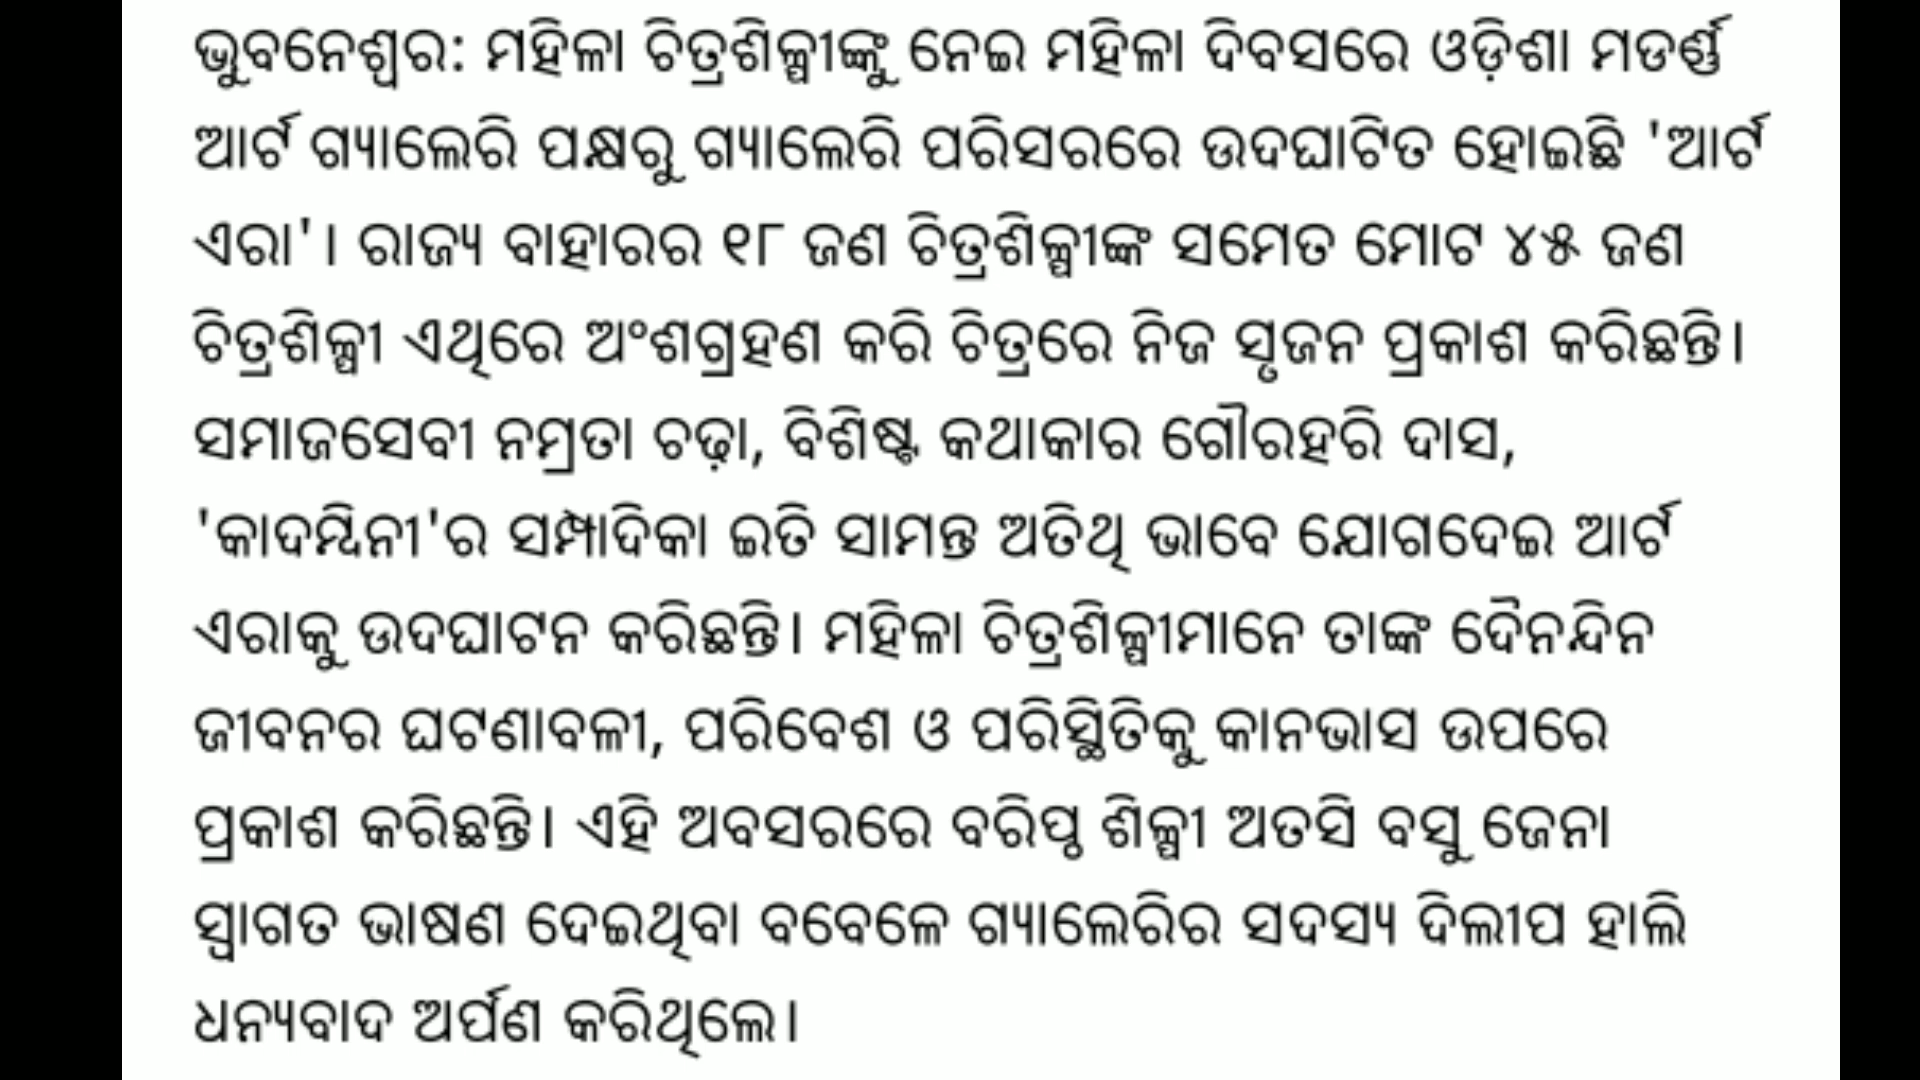 ଭୁବନେଶ୍ୱର: ମହିଳା ଚିତ୍ରଶିଳ୍ପୀଙ୍କୁ ନେଇ ମହିଳା ଦିବସରେ ଓଡ଼ିଶା ମଡର୍ଣ୍ଣ
ଆର୍ଟ ଗ୍ୟାଲେରି ପକ୍ଷରୁ ଗ୍ୟାଲେରି ପରିସରରେ ଉଦଘାଟିତ ହୋଇଛି 'ଆର୍ଟ
ଏରା'। ରାଜ୍ୟ ବାହାରର ୧୮ ଜଣ ଚିତ୍ରଶିଳ୍ପୀଙ୍କ ସମେତ ମୋଟ ୪୫ ଜଣ
ଚିତ୍ରଶିଳ୍ପୀ ଏଥିରେ ଅଂଶଗ୍ରହଣ କରି ଚିତ୍ରରେ ନିଜ ସୃଜନ ପ୍ରକାଶ କରିଛନ୍ତି।
ସମାଜସେବୀ ନମ୍ରତା ଚଢ଼ା, ବିଶିଷ୍ଟ କଥାକାର ଗୌରହରି ଦାସ,
'କାଦମ୍ବିନୀ'ର ସମ୍ପାଦିକା ଇତି ସାମନ୍ତ ଅତିଥି ଭାବେ ଯୋଗଦେଇ ଆର୍ଟ
ଏରାକୁ ଉଦଘାଟନ କରିଛନ୍ତି। ମହିଳା ଚିତ୍ରଶିଳ୍ପୀମାନେ ତାଙ୍କ ଦୈନନ୍ଦିନ
ଜୀବନର ଘଟଣାବଳୀ, ପରିବେଶ ଓ ପରିସ୍ଥିତିକୁ କାନଭାସ ଉପରେ
ପ୍ରକାଶ କରିଛନ୍ତି। ଏହି ଅବସରରେ ବରିଷ୍ଠ ଶିଳ୍ପୀ ଅତସି ବସୁ ଜେନା
ସ୍ୱାଗତ ଭାଷଣ ଦେଇଥିବା ବବେଳେ ଗ୍ୟାଲେରିର ସଦସ୍ୟ ଦିଲୀପ ହାଲି
ଧନ୍ୟବାଦ ଅର୍ପଣ କରିଥିଲେ।